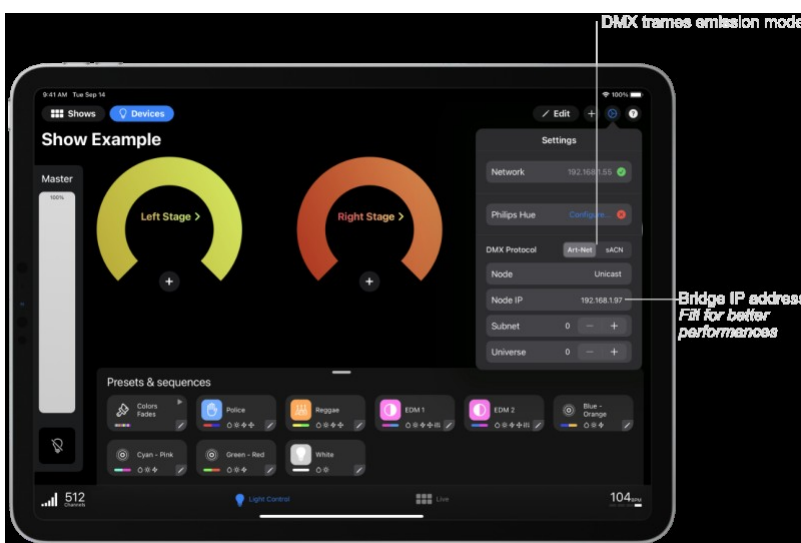 DMX frames emission mode
9:41 AM Tue Sep 14
100%
Shows
Devices
Edit
Show Example
Settings
Master
100%
Network
192.168.1.55
Left Stage >
Right Stage >
Philips Hue
Configure...
DMX Protocol
Art-Net
sACN
Node
Unicast
Node IP
192.168.1.97
Bridge IP address
Fill for better
performances
Subnet
0
Universe
0
Presets & sequences
Colors
Fades
Police
Reggae
EDM 1
EDM 2
Blue -
Orange
Cyan - Pink
Green - Red
White
512
Channels
Light Control
Live
104 BPM